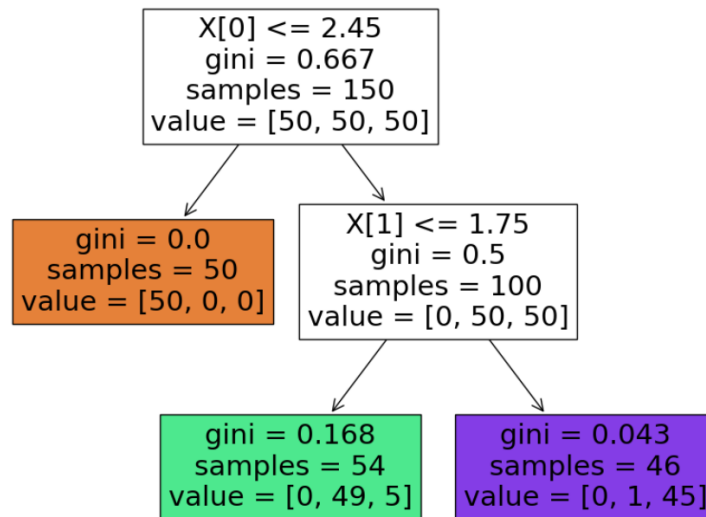 X[0] <= 2.45
gini = 0.667
samples = 150
value = [50, 50, 50]
gini = 0.0
samples = 50
value = [50, 0, 0]
X[1] <= 1.75
gini = 0.5
samples = 100
value = [0, 50, 50]
gini = 0.168
samples = 54
value = [0, 49, 5]
gini = 0.043
samples = 46
value = [0, 1, 45]